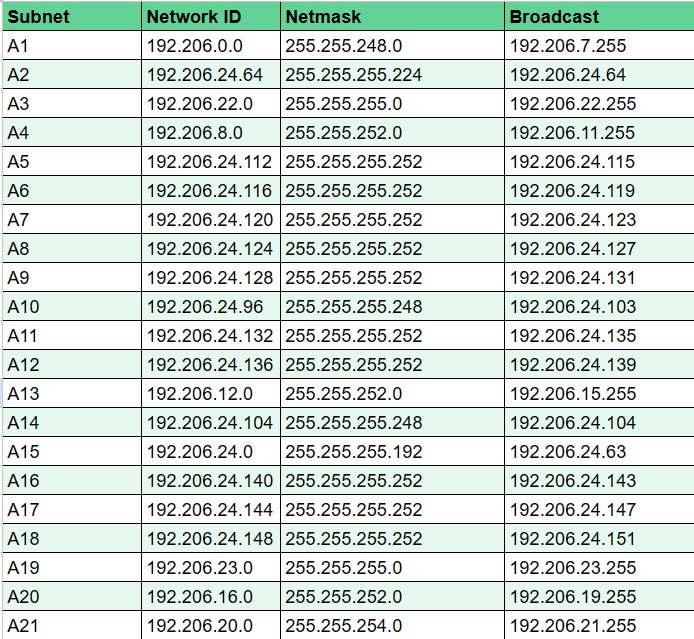 Subnet Network ID Netmask Broadcast
A1 192.206.0.0 255.255.248.0 192.206.7.255
A2 192.206.24.64 255.255.255.224 192.206.24.64
A3 192.206.22.0 255.255.255.0 192.206.22.255
A4 192.206.8.0 255.255.252.0 192.206.11.255
A5 192.206.24.112 255.255.255.252 192.206.24.115
A6 192.206.24.116 255.255.255.252 192.206.24.119
A7 192.206.24.120 255.255.255.252 192.206.24.123
A8 192.206.24.124 255.255.255.252 192.206.24.127
A9 192.206.24.128 255.255.255.252 192.206.24.131
A10 192.206.24.96 255.255.255.248 192.206.24.103
A11 192.206.24.132 255.255.255.252 192.206.24.135
A12 192.206.24.136 255.255.255.252 192.206.24.139
A13 192.206.12.0 255.255.252.0 192.206.15.255
A14 192.206.24.104 255.255.255.248 192.206.24.104
A15 192.206.24.0 255.255.255.192 192.206.24.63
A16 192.206.24.140 255.255.255.252 192.206.24.143
A17 192.206.24.144 255.255.255.252 192.206.24.147
A18 192.206.24.148 255.255.255.252 192.206.24.151
A19 192.206.23.0 255.255.255.0 192.206.23.255
A20 192.206.16.0 255.255.252.0 192.206.19.255
A21 192.206.20.0 255.255.254.0 192.206.21.255